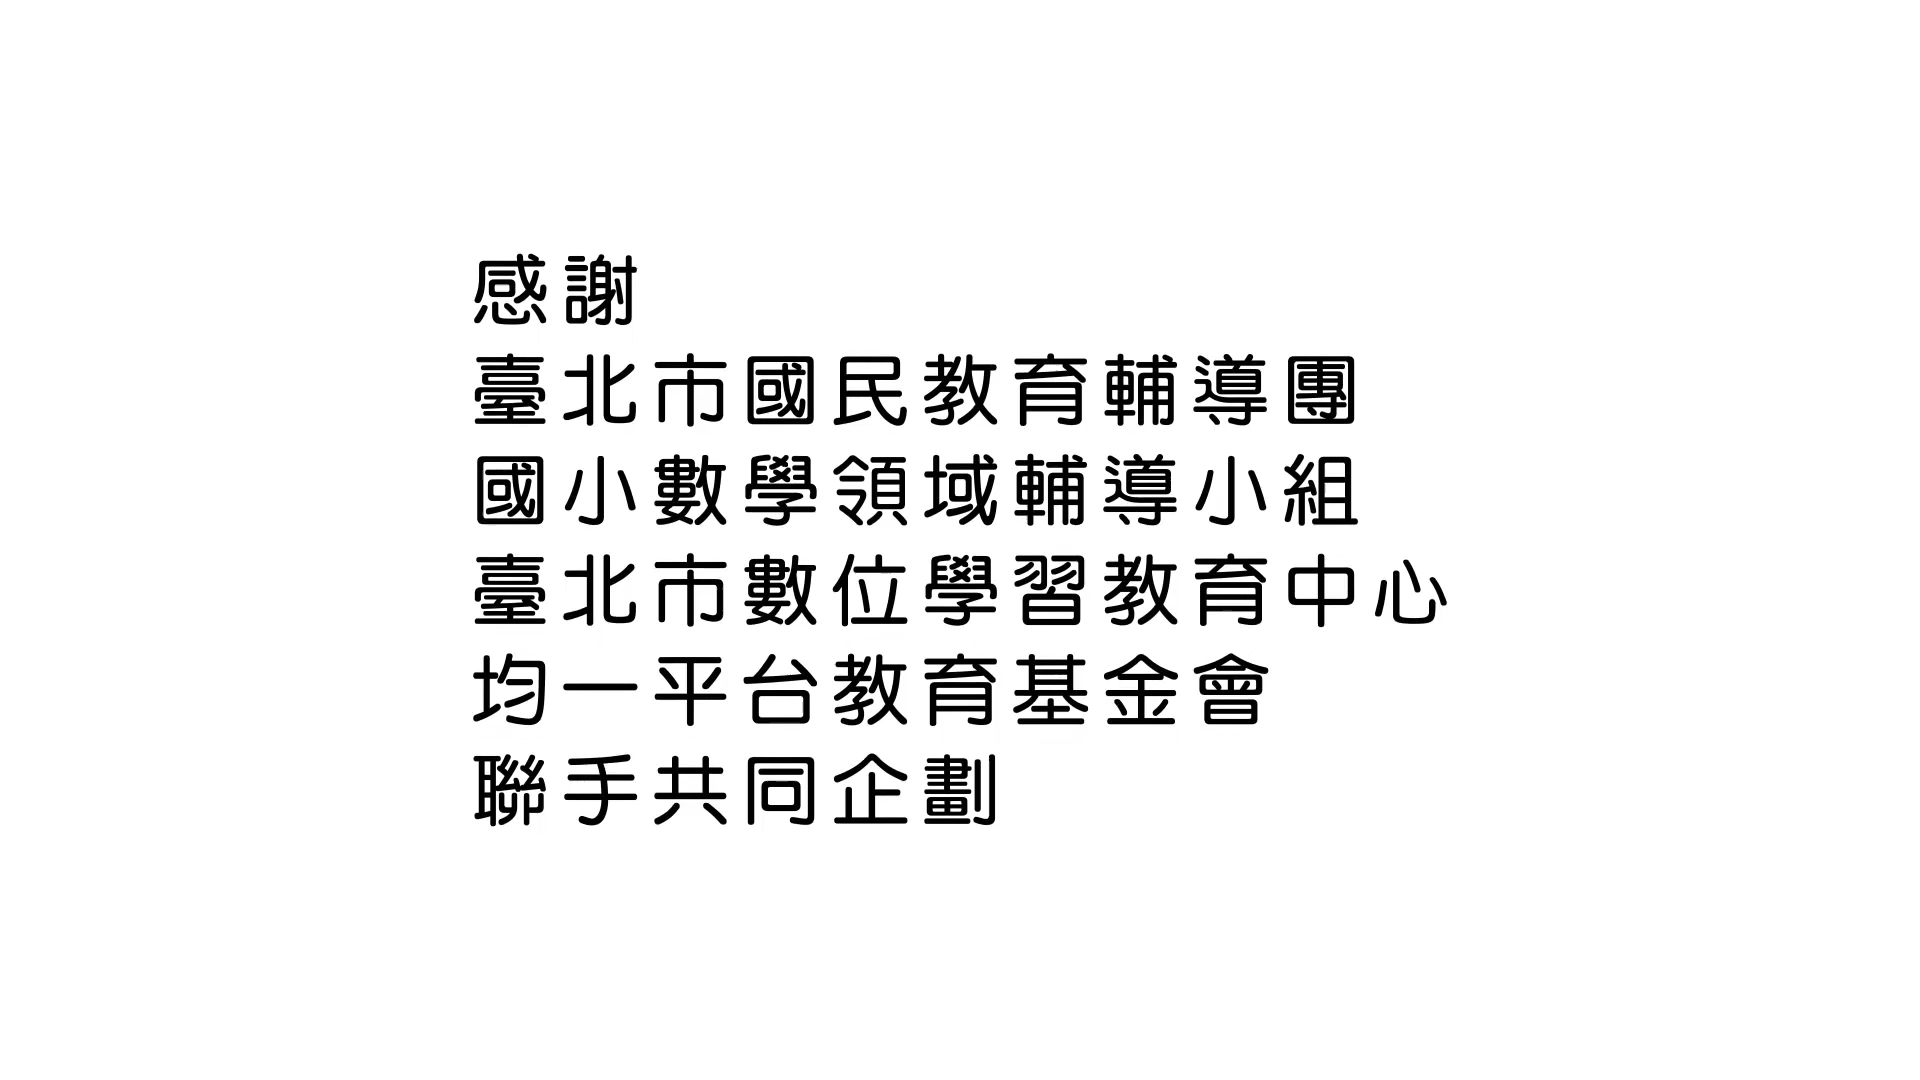 感謝
臺北市國民教育輔導團
國小數學領域輔導小組
臺北市數位學習教育中心
均一平台教育基金會
聯手共同企劃